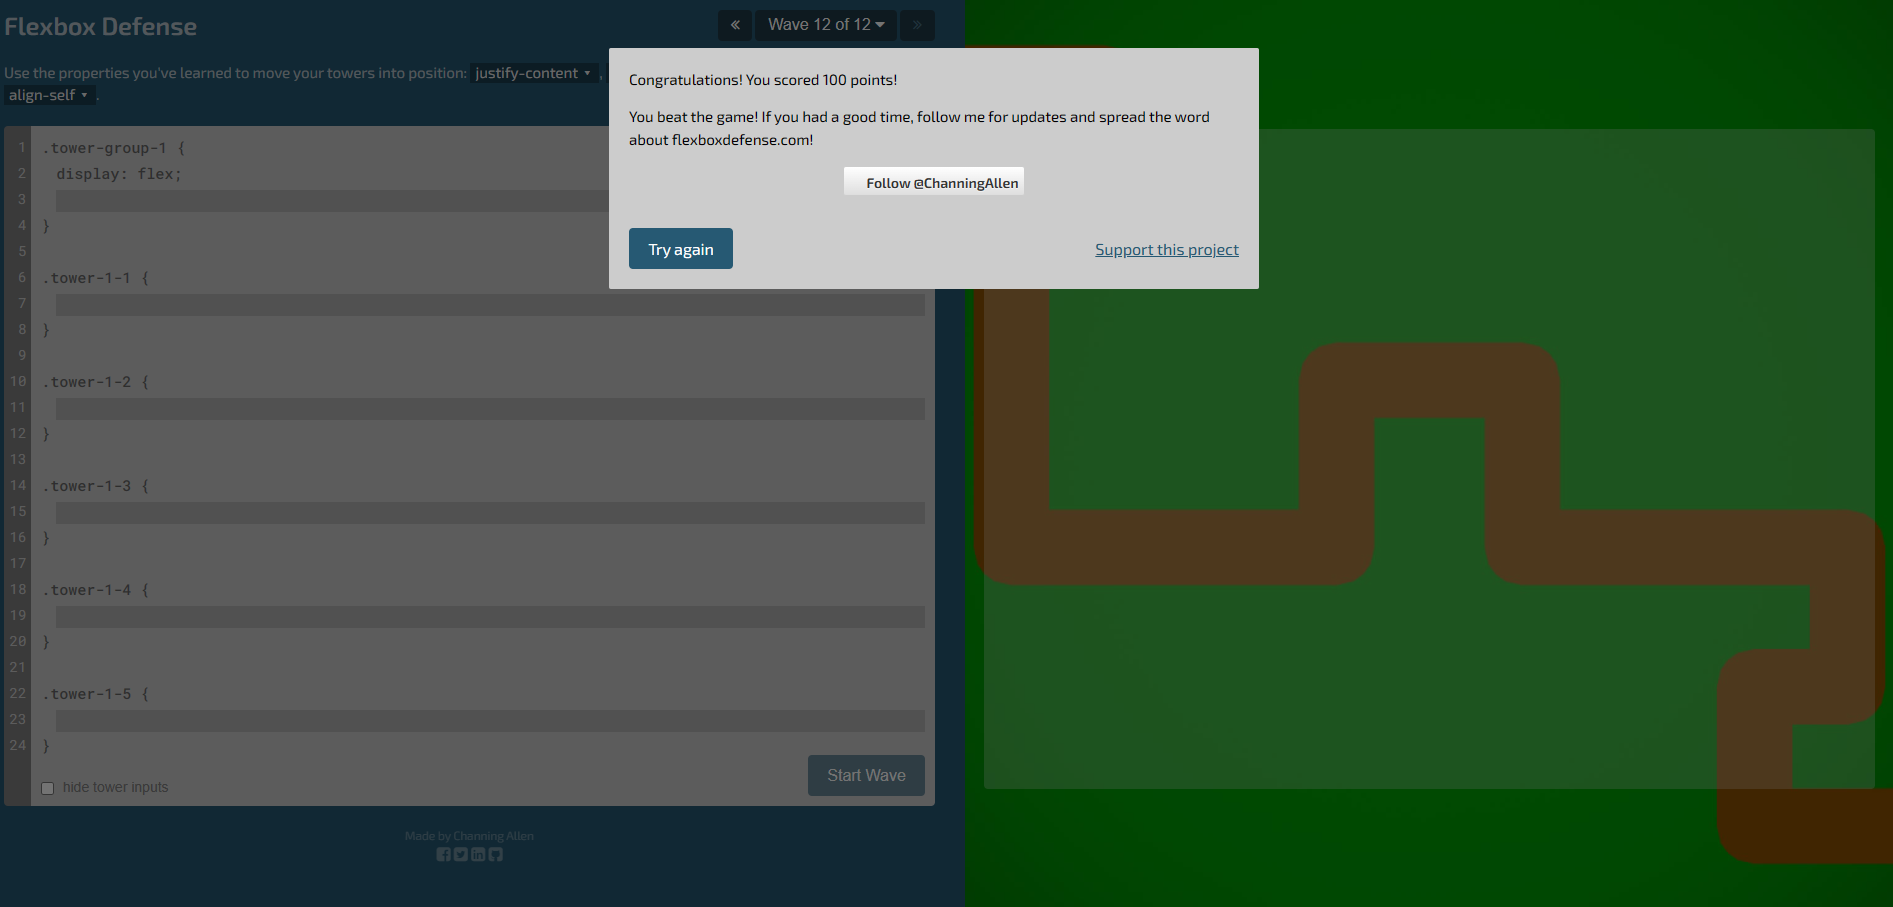 Flexbox Defense
«
Wave 12 of 12
»
Use the properties you've learned to move your towers into position: justify-content ,
align-self .
Congratulations! You scored 100 points!
You beat the game! If you had a good time, follow me for updates and spread the word
about flexboxdefense.com!
Follow @ChanningAllen
Try again
Support this project
1 .tower-group-1 {
2 display: flex;
3
4 }
5
6 .tower-1-1 {
7
8 }
9
10 .tower-1-2 {
11
12 }
13
14 .tower-1-3 {
15
16 }
17
18 .tower-1-4 {
19
20 }
21
22 .tower-1-5 {
23
24 }
hide tower inputs
Start Wave
Made by Channing Allen